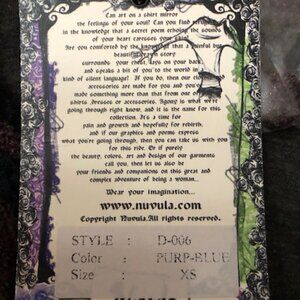 Can art on a shirt mirror
the feelings of your soul! Can you find
in the knowledge that a secret poem echoing the sounds
of your heart caresses your
Are you comforted by the knowledge that a painful but
beautiful story
surrounds your chest, laps on your back,
and speaks a bit of you to the world in a
kind of silent language! If you do, then our
accessories are made for you and you've
made something more than that from our
shirts ,dresses or accessories. Agony is what we're
going through right know, and it is the name for this
collection. It's a time for
pain and growth and hopefully for rebirth,
and if our graphics and poems express
what you're going through, then you can take us with you
for this ride. Or if purely
the beauty, colors, art and design of our garments
call you, then let us also be
your friends and companions on this great and
complex adventure of being a woman...
Wear your imagination...
www.nuvula.com
Copyright Nuvula.All rights reserved.
STYLE : D-006
Color : PURP-BLUE
Size : XS